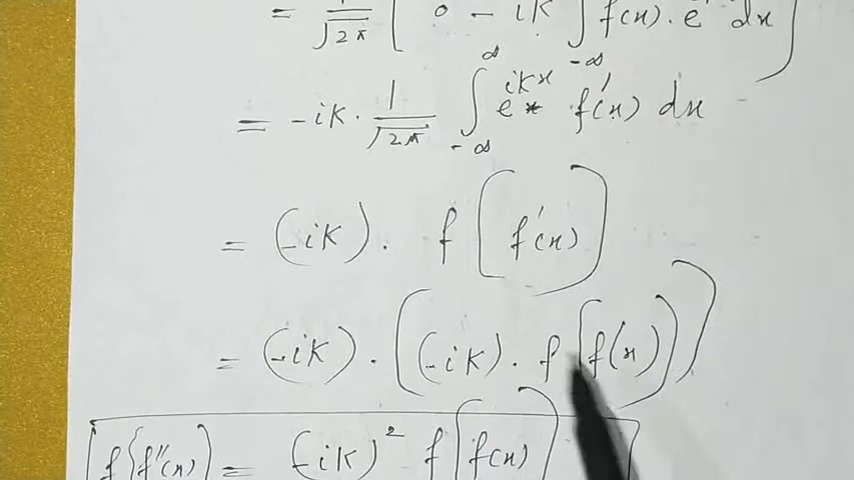 = 1/√2π [ 0 - ik ∫_{-∞} f'(x). e dx ]
= -ik · 1/√2π ∫_{-∞}^{∞} e^{ikx} · f'(x) dx
= (-ik) . f [ f'(x) ]
= (-ik) . [ (-ik) . f [ f(x) ] ]
f { f''(x) } = (-ik)² f [ f(x) ]